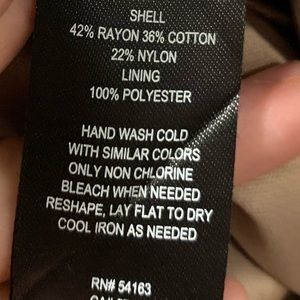 SHELL
42% RAYON 36% COTTON
22% NYLON
LINING
100% POLYESTER
HAND WASH COLD
WITH SIMILAR COLORS
ONLY NON CHLORINE
BLEACH WHEN NEEDED
RESHAPE, LAY FLAT TO DRY
COOL IRON AS NEEDED
RN# 54163